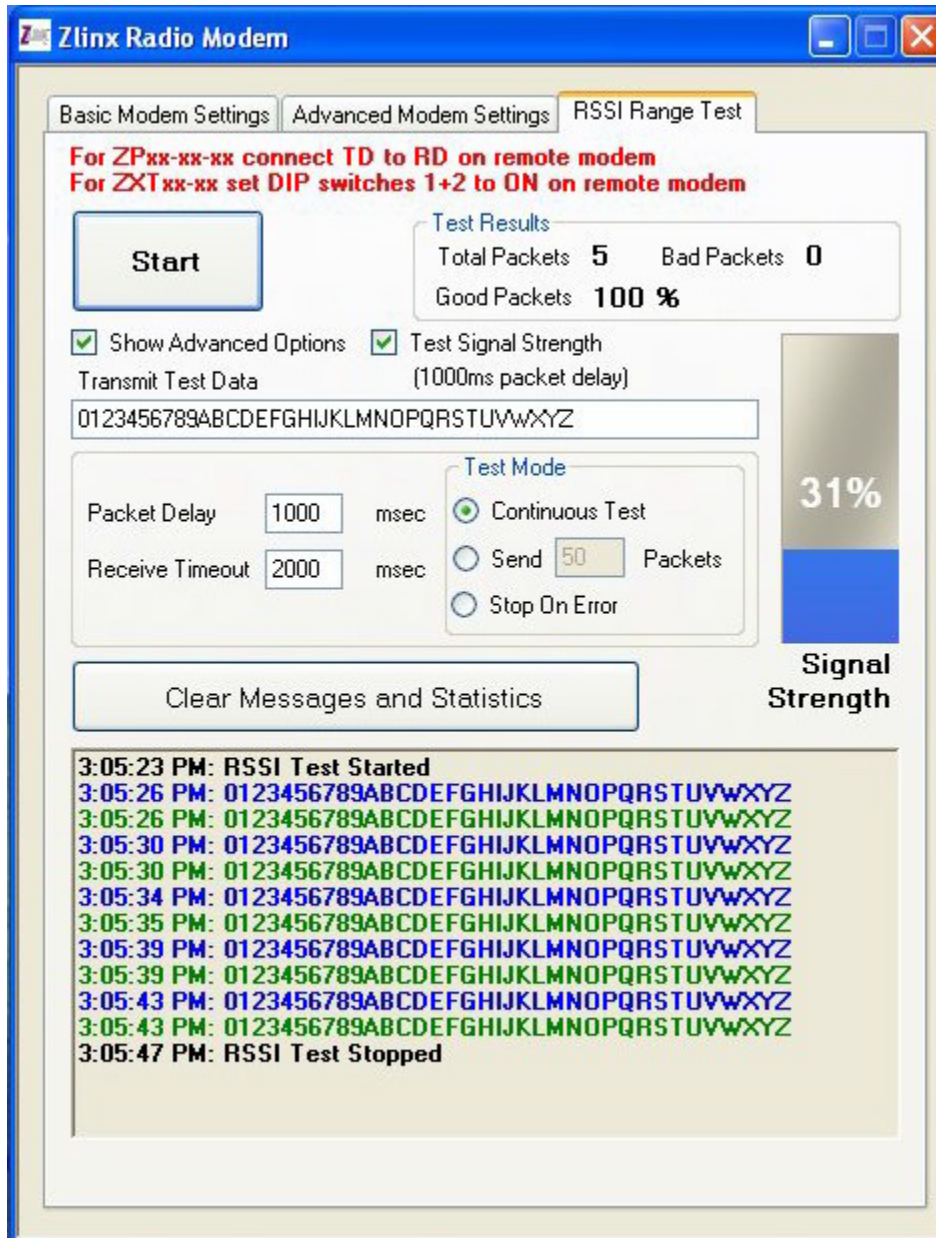 Zlinx Radio Modem
Basic Modem Settings
Advanced Modem Settings
RSSI Range Test
For ZPxx-xx-xx connect TD to RD on remote modem
For ZXTxx-xx set DIP switches 1+2 to ON on remote modem
Start
Test Results
Total Packets 5 Bad Packets 0
Good Packets 100 %
Show Advanced Options
Test Signal Strength
(1000ms packet delay)
Transmit Test Data
0123456789ABCDEFGHIJKLMNOPQRSTUVWXYZ
Packet Delay 1000 msec
Receive Timeout 2000 msec
Test Mode
Continuous Test
Send 50 Packets
Stop On Error
31%
Signal
Strength
Clear Messages and Statistics
3:05:23 PM: RSSI Test Started
3:05:26 PM: 0123456789ABCDEFGHIJKLMNOPQRSTUVWXYZ
3:05:26 PM: 0123456789ABCDEFGHIJKLMNOPQRSTUVWXYZ
3:05:30 PM: 0123456789ABCDEFGHIJKLMNOPQRSTUVWXYZ
3:05:30 PM: 0123456789ABCDEFGHIJKLMNOPQRSTUVWXYZ
3:05:34 PM: 0123456789ABCDEFGHIJKLMNOPQRSTUVWXYZ
3:05:35 PM: 0123456789ABCDEFGHIJKLMNOPQRSTUVWXYZ
3:05:39 PM: 0123456789ABCDEFGHIJKLMNOPQRSTUVWXYZ
3:05:39 PM: 0123456789ABCDEFGHIJKLMNOPQRSTUVWXYZ
3:05:43 PM: 0123456789ABCDEFGHIJKLMNOPQRSTUVWXYZ
3:05:43 PM: 0123456789ABCDEFGHIJKLMNOPQRSTUVWXYZ
3:05:47 PM: RSSI Test Stopped